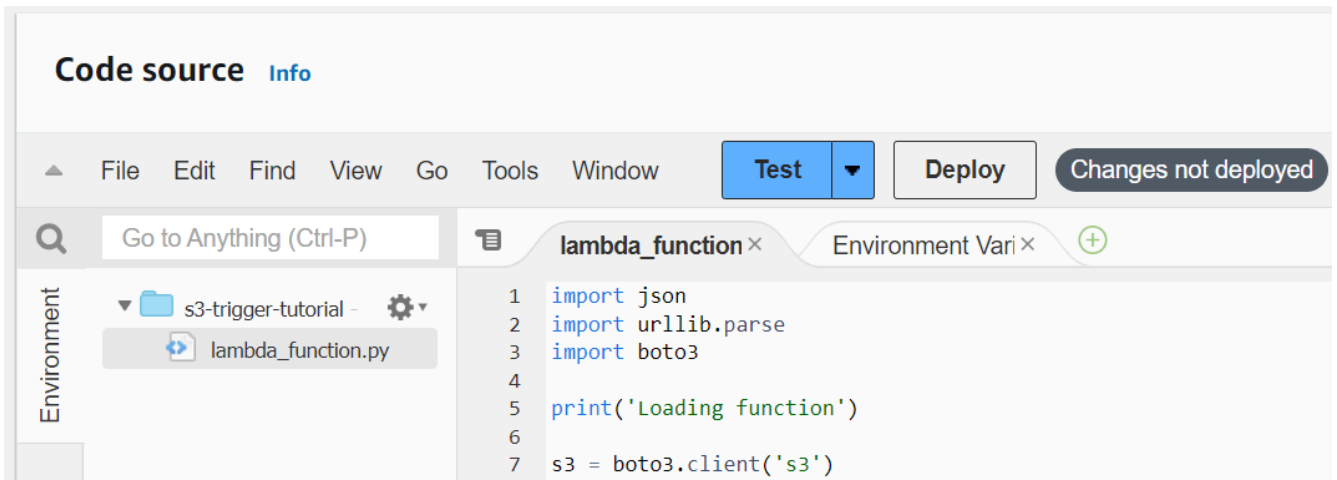 Code source Info
File Edit Find View Go Tools Window Test Deploy Changes not deployed
Go to Anything (Ctrl-P)
lambda_function × Environment Vari ×
Environment
s3-trigger-tutorial -
lambda_function.py
1 import json
2 import urllib.parse
3 import boto3
4
5 print('Loading function')
6
7 s3 = boto3.client('s3')